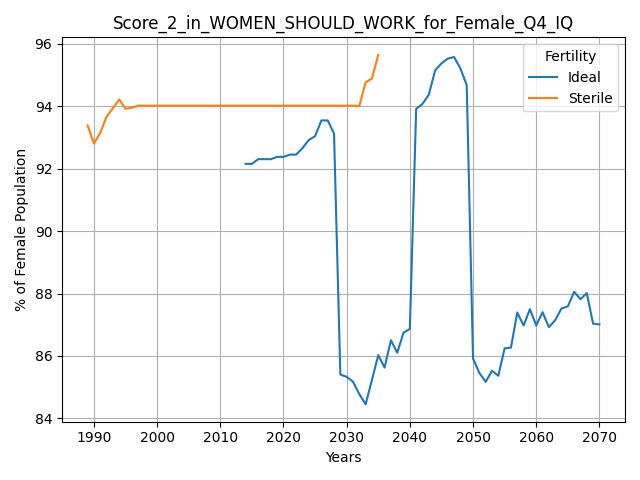 Score_2_in_WOMEN_SHOULD_WORK_for_Female_Q4_IQ
% of Female Population
96
94
92
90
88
86
84
Fertility
Ideal
Sterile
1990 2000 2010 2020 2030 2040 2050 2060 2070
Years